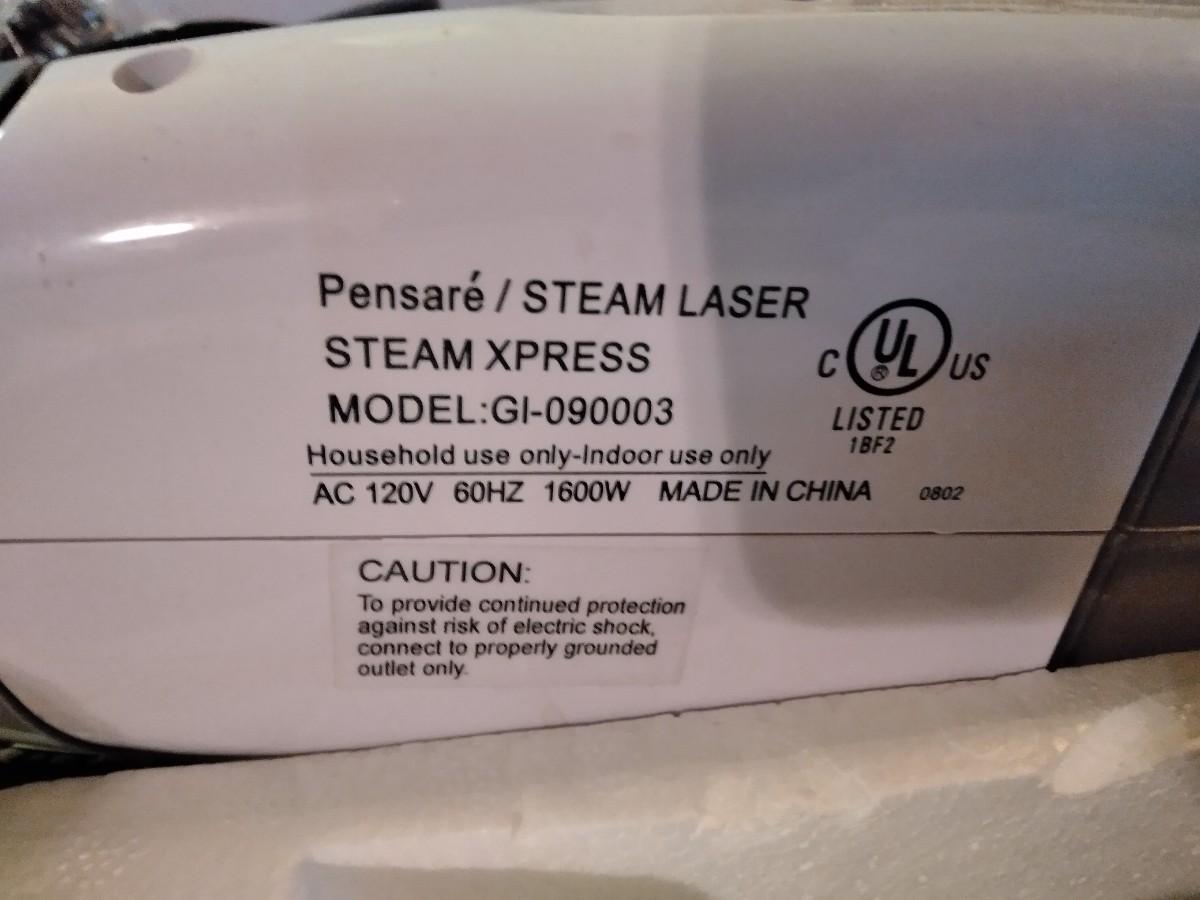 Pensaré / STEAM LASER
STEAM XPRESS
MODEL:GI-090003
C UL ® US
LISTED
1BF2
Household use only-Indoor use only
AC 120V 60HZ 1600W MADE IN CHINA 0802
CAUTION:
To provide continued protection
against risk of electric shock,
connect to properly grounded
outlet only.